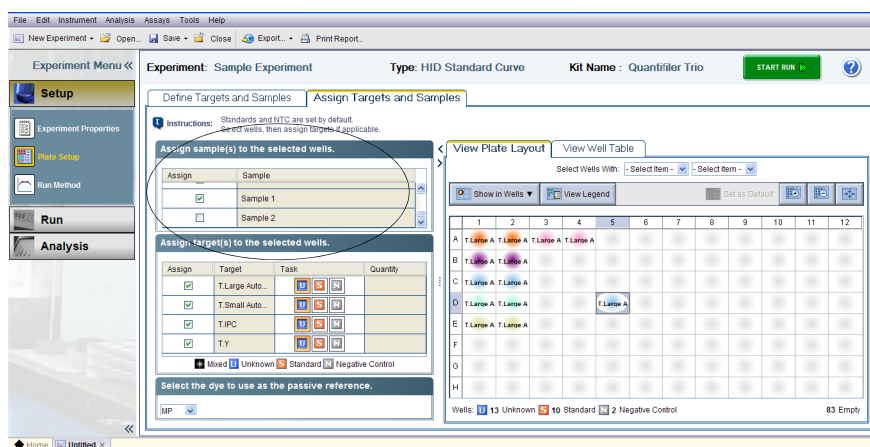 File Edit Instrument Analysis Assays Tools Help
New Experiment Open... Save Close Export... Print Report...
Experiment Menu «
Experiment: Sample Experiment Type: HID Standard Curve Kit Name : Quantifiler Trio START RUN ?
Setup
Experiment Properties
Plate Setup
Run Method
Run
Analysis
Define Targets and Samples Assign Targets and Samples
Instructions: Standards and NTC are set by default.
Select wells, then assign targets if applicable.
Assign sample(s) to the selected wells.
Assign Sample
Sample 1
Sample 2
Assign target(s) to the selected wells.
Assign Target Task Quantity
T.Large Auto... U S N
T.Small Auto... U S N
T.IPC U S N
T.Y U S N
Mixed U Unknown S Standard N Negative Control
Select the dye to use as the passive reference.
MP
View Plate Layout View Well Table
Select Wells With: - Select Item - - Select Item -
Show in Wells ▼ View Legend Set as Default
1 2 3 4 5 6 7 8 9 10 11 12
A T.Large A T.Large A T.Large A T.Large A
B T.Large A T.Large A
C T.Large A T.Large A
D T.Large A T.Large A T.Large A
E T.Large A T.Large A
F
G
H
Wells: U 13 Unknown S 10 Standard N 2 Negative Control 83 Empty
«
Home Untitled ×